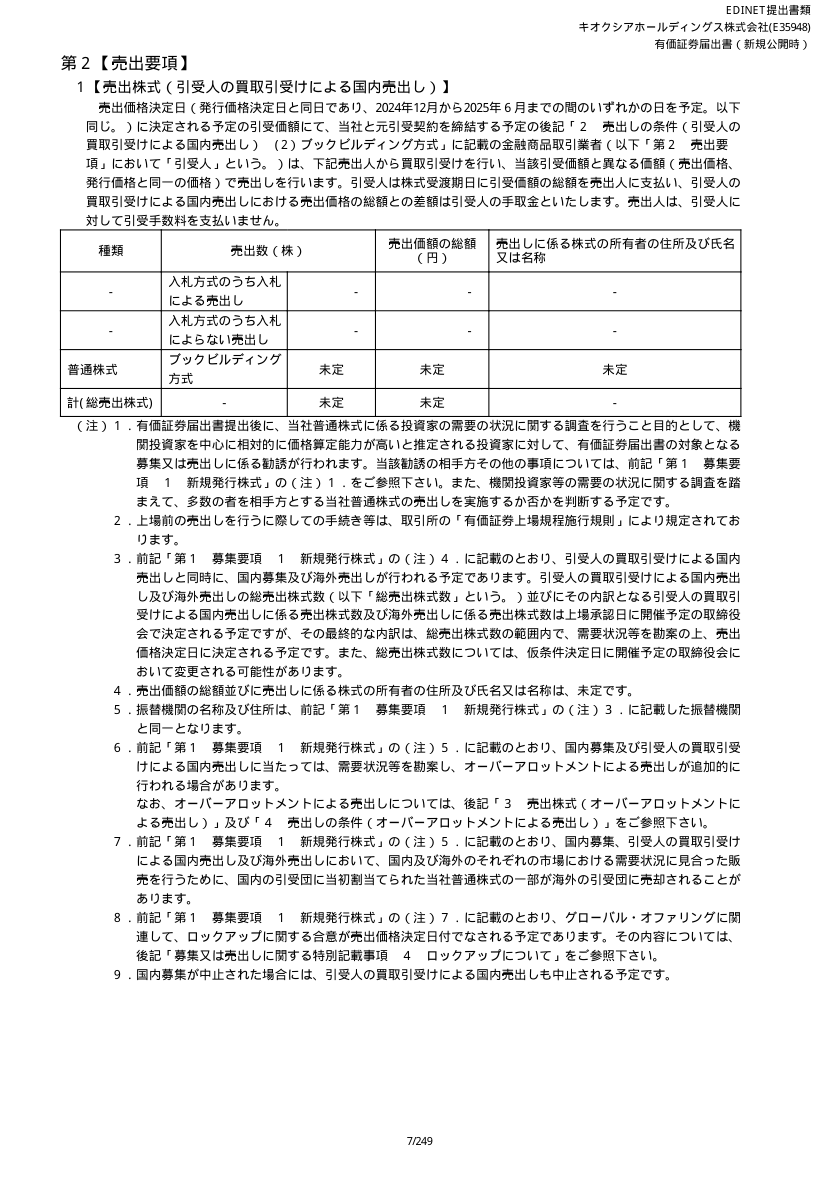 EDINET提出書類
キオクシアホールディングス株式会社(E35948)
有価証券届出書（新規公開時）
第２【売出要項】
１【売出株式（引受人の買取引受けによる国内売出し）】
売出価格決定日（発行価格決定日と同日であり、2024年12月から2025年６月までの間のいずれかの日を予定。以下
同じ。）に決定される予定の引受価額にて、当社と元引受契約を締結する予定の後記「２　売出しの条件（引受人の
買取引受けによる国内売出し）　(2）ブックビルディング方式」に記載の金融商品取引業者（以下「第２　売出要
項」において「引受人」という。）は、下記売出人から買取引受けを行い、当該引受価額と異なる価額（売出価格、
発行価格と同一の価格）で売出しを行います。引受人は株式受渡期日に引受価額の総額を売出人に支払い、引受人の
買取引受けによる国内売出しにおける売出価格の総額との差額は引受人の手取金といたします。売出人は、引受人に
対して引受手数料を支払いません。
種類　売出数（株）　売出価額の総額　売出しに係る株式の所有者の住所及び氏名
（円）　又は名称
-　入札方式のうち入札　-　-　-
による売出し
-　入札方式のうち入札　-　-　-
によらない売出し
普通株式　ブックビルディング　未定　未定　未定
方式
計(総売出株式)　-　未定　未定　-
（注）１．有価証券届出書提出後に、当社普通株式に係る投資家の需要の状況に関する調査を行うこと目的として、機
関投資家を中心に相対的に価格算定能力が高いと推定される投資家に対して、有価証券届出書の対象となる
募集又は売出しに係る勧誘が行われます。当該勧誘の相手方その他の事項については、前記「第１　募集要
項　１　新規発行株式」の（注）１．をご参照下さい。また、機関投資家等の需要の状況に関する調査を踏
まえて、多数の者を相手方とする当社普通株式の売出しを実施するか否かを判断する予定です。
２．上場前の売出しを行うに際しての手続き等は、取引所の「有価証券上場規程施行規則」により規定されてお
ります。
３．前記「第１　募集要項　１　新規発行株式」の（注）４．に記載のとおり、引受人の買取引受けによる国内
売出しと同時に、国内募集及び海外売出しが行われる予定であります。引受人の買取引受けによる国内売出
し及び海外売出しの総売出株式数（以下「総売出株式数」という。）並びにその内訳となる引受人の買取引
受けによる国内売出しに係る売出株式数及び海外売出しに係る売出株式数は上場承認日に開催予定の取締役
会で決定される予定ですが、その最終的な内訳は、総売出株式数の範囲内で、需要状況等を勘案の上、売出
価格決定日に決定される予定です。また、総売出株式数については、仮条件決定日に開催予定の取締役会に
おいて変更される可能性があります。
４．売出価額の総額並びに売出しに係る株式の所有者の住所及び氏名又は名称は、未定です。
５．振替機関の名称及び住所は、前記「第１　募集要項　１　新規発行株式」の（注）３．に記載した振替機関
と同一となります。
６．前記「第１　募集要項　１　新規発行株式」の（注）５．に記載のとおり、国内募集及び引受人の買取引受
けによる国内売出しに当たっては、需要状況等を勘案し、オーバーアロットメントによる売出しが追加的に
行われる場合があります。
なお、オーバーアロットメントによる売出しについては、後記「３　売出株式（オーバーアロットメントに
よる売出し）」及び「４　売出しの条件（オーバーアロットメントによる売出し）」をご参照下さい。
７．前記「第１　募集要項　１　新規発行株式」の（注）５．に記載のとおり、国内募集、引受人の買取引受け
による国内売出し及び海外売出しにおいて、国内及び海外のそれぞれの市場における需要状況に見合った販
売を行うために、国内の引受団に当初割当てられた当社普通株式の一部が海外の引受団に売却されることが
あります。
８．前記「第１　募集要項　１　新規発行株式」の（注）７．に記載のとおり、グローバル・オファリングに関
連して、ロックアップに関する合意が売出価格決定日付でなされる予定であります。その内容については、
後記「募集又は売出しに関する特別記載事項　４　ロックアップについて」をご参照下さい。
９．国内募集が中止された場合には、引受人の買取引受けによる国内売出しも中止される予定です。
7/249